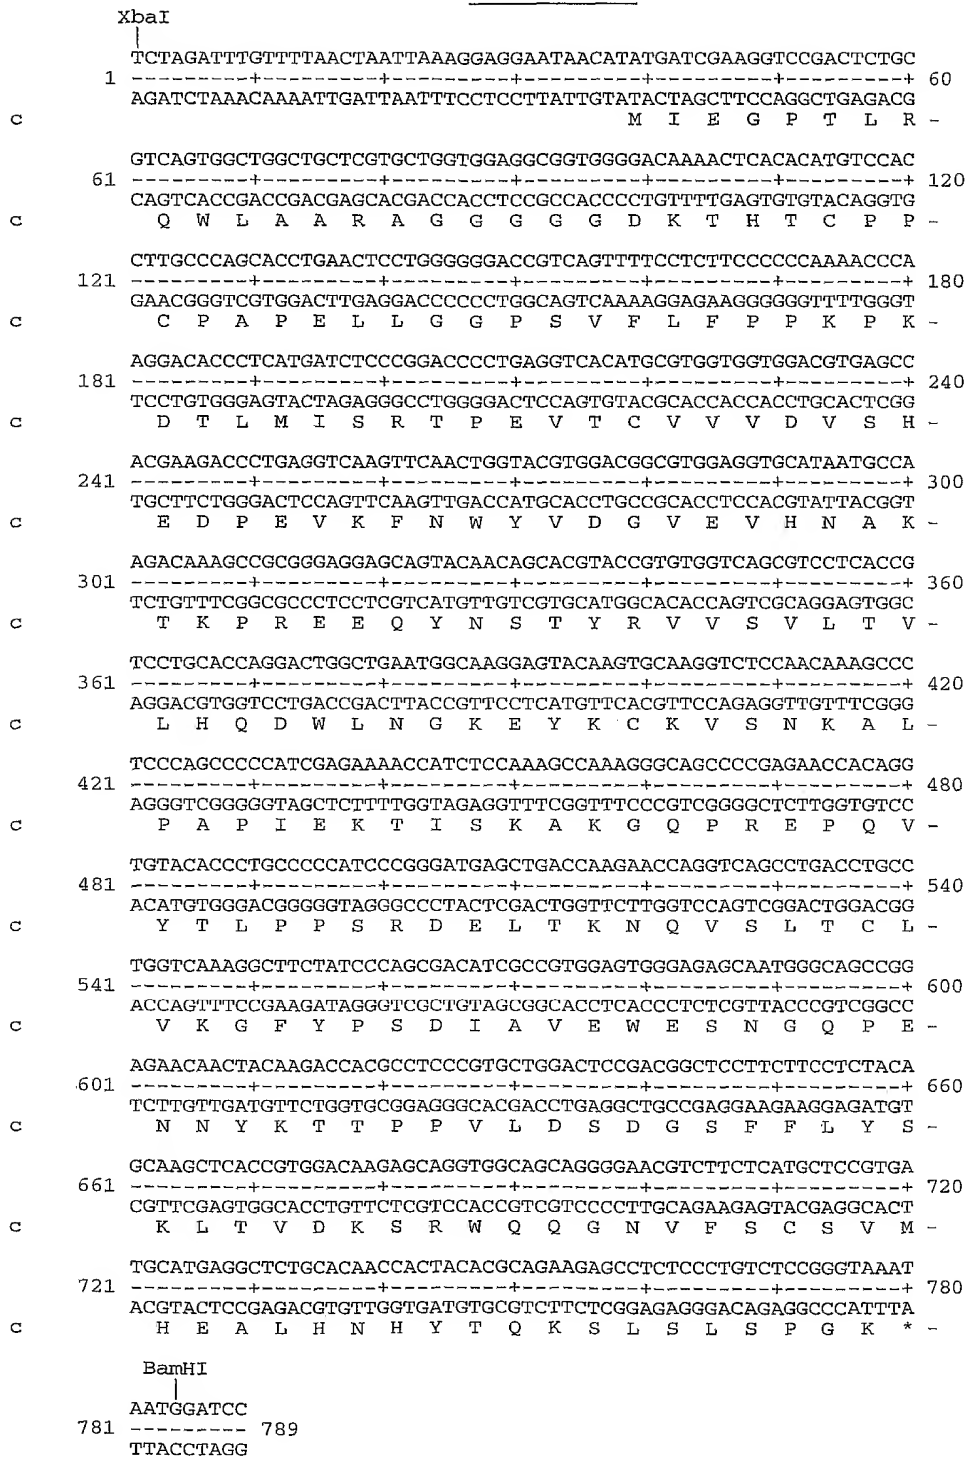 XbaI
|
TCTAGATTTGTTTTAACTAATTAAAGGAGGAATAACATATGATCGAAGGTCCGACTCTGC
1 ---------+---------+---------+---------+---------+---------+ 60
AGATCTAAACAAAATTGATTAATTTCCTCCTTATTGTATACTAGCTTCCAGGCTGAGACG
c M I E G P T L R -
GTCAGTGGCTGGCTGCTCGTGCTGGTGGAGGCGGTGGGGACAAAACTCACACATGTCCAC
61 ---------+---------+---------+---------+---------+---------+ 120
CAGTCACCGACCGACGAGCACGACCACCTCCGCCACCCCTGTTTTGAGTGTGTACAGGTG
c Q W L A A R A G G G G G D K T H T C P P -
CTTGCCCAGCACCTGAACTCCTGGGGGGACCGTCAGTTTTCCTCTTCCCCCCAAAACCCA
121 ---------+---------+---------+---------+---------+---------+ 180
GAACGGGTCGTGGACTTGAGGACCCCCCTGGCAGTCAAAAGGAGAAGGGGGGTTTTGGGT
c C P A P E L L G G P S V F L F P P K P K -
AGGACACCCTCATGATCTCCCGGACCCCTGAGGTCACATGCGTGGTGGTGGACGTGAGCC
181 ---------+---------+---------+---------+---------+---------+ 240
TCCTGTGGGAGTACTAGAGGGCCTGGGGACTCCAGTGTACGCACCACCACCTGCACTCGG
c D T L M I S R T P E V T C V V V D V S H -
ACGAAGACCCTGAGGTCAAGTTCAACTGGTACGTGGACGGCGTGGAGGTGCATAATGCCA
241 ---------+---------+---------+---------+---------+---------+ 300
TGCTTCTGGGACTCCAGTTCAAGTTGACCATGCACCTGCCGCACCTCCACGTATTACGGT
c E D P E V K F N W Y V D G V E V H N A K -
AGACAAAGCCGCGGGAGGAGCAGTACAACAGCACGTACCGTGTGGTCAGCGTCCTCACCG
301 ---------+---------+---------+---------+---------+---------+ 360
TCTGTTTCGGCGCCCTCCTCGTCATGTTGTCGTGCATGGCACACCAGTCGCAGGAGTGGC
c T K P R E E Q Y N S T Y R V V S V L T V -
TCCTGCACCAGGACTGGCTGAATGGCAAGGAGTACAAGTGCAAGGTCTCCAACAAAGCCC
361 ---------+---------+---------+---------+---------+---------+ 420
AGGACGTGGTCCTGACCGACTTACCGTTCCTCATGTTCACGTTCCAGAGGTTGTTTCGGG
c L H Q D W L N G K E Y K C K V S N K A L -
TCCCAGCCCCCATCGAGAAAACCATCTCCAAAGCCAAAGGGCAGCCCCGAGAACCACAGG
421 ---------+---------+---------+---------+---------+---------+ 480
AGGGTCGGGGGTAGCTCTTTTGGTAGAGGTTTCGGTTTCCCGTCGGGGCTCTTGGTGTCC
c P A P I E K T I S K A K G Q P R E P Q V -
TGTACACCCTGCCCCCATCCCGGGATGAGCTGACCAAGAACCAGGTCAGCCTGACCTGCC
481 ---------+---------+---------+---------+---------+---------+ 540
ACATGTGGGACGGGGGTAGGGCCCTACTCGACTGGTTCTTGGTCCAGTCGGACTGGACGG
c Y T L P P S R D E L T K N Q V S L T C L -
TGGTCAAAGGCTTCTATCCCAGCGACATCGCCGTGGAGTGGGAGAGCAATGGGCAGCCGG
541 ---------+---------+---------+---------+---------+---------+ 600
ACCAGTTTCCGAAGATAGGGTCGCTGTAGCGGCACCTCACCCTCTCGTTACCCGTCGGCC
c V K G F Y P S D I A V E W E S N G Q P E -
AGAACAACTACAAGACCACGCCTCCCGTGCTGGACTCCGACGGCTCCTTCTTCCTCTACA
601 ---------+---------+---------+---------+---------+---------+ 660
TCTTGTTGATGTTCTGGTGCGGAGGGCACGACCTGAGGCTGCCGAGGAAGAAGGAGATGT
c N N Y K T T P P V L D S D G S F F L Y S -
GCAAGCTCACCGTGGACAAGAGCAGGTGGCAGCAGGGGAACGTCTTCTCATGCTCCGTGA
661 ---------+---------+---------+---------+---------+---------+ 720
CGTTCGAGTGGCACCTGTTCTCGTCCACCGTCGTCCCCTTGCAGAAGAGTACGAGGCACT
c K L T V D K S R W Q Q G N V F S C S V M -
TGCATGAGGCTCTGCACAACCACTACACGCAGAAGAGCCTCTCCCTGTCTCCGGGTAAAT
721 ---------+---------+---------+---------+---------+---------+ 780
ACGTACTCCGAGACGTGTTGGTGATGTGCGTCTTCTCGGAGAGGGACAGAGGCCCATTTA
c H E A L H N H Y T Q K S L S L S P G K * -
BamHI
|
AATGGATCC
781 --------- 789
TTACCTAGG